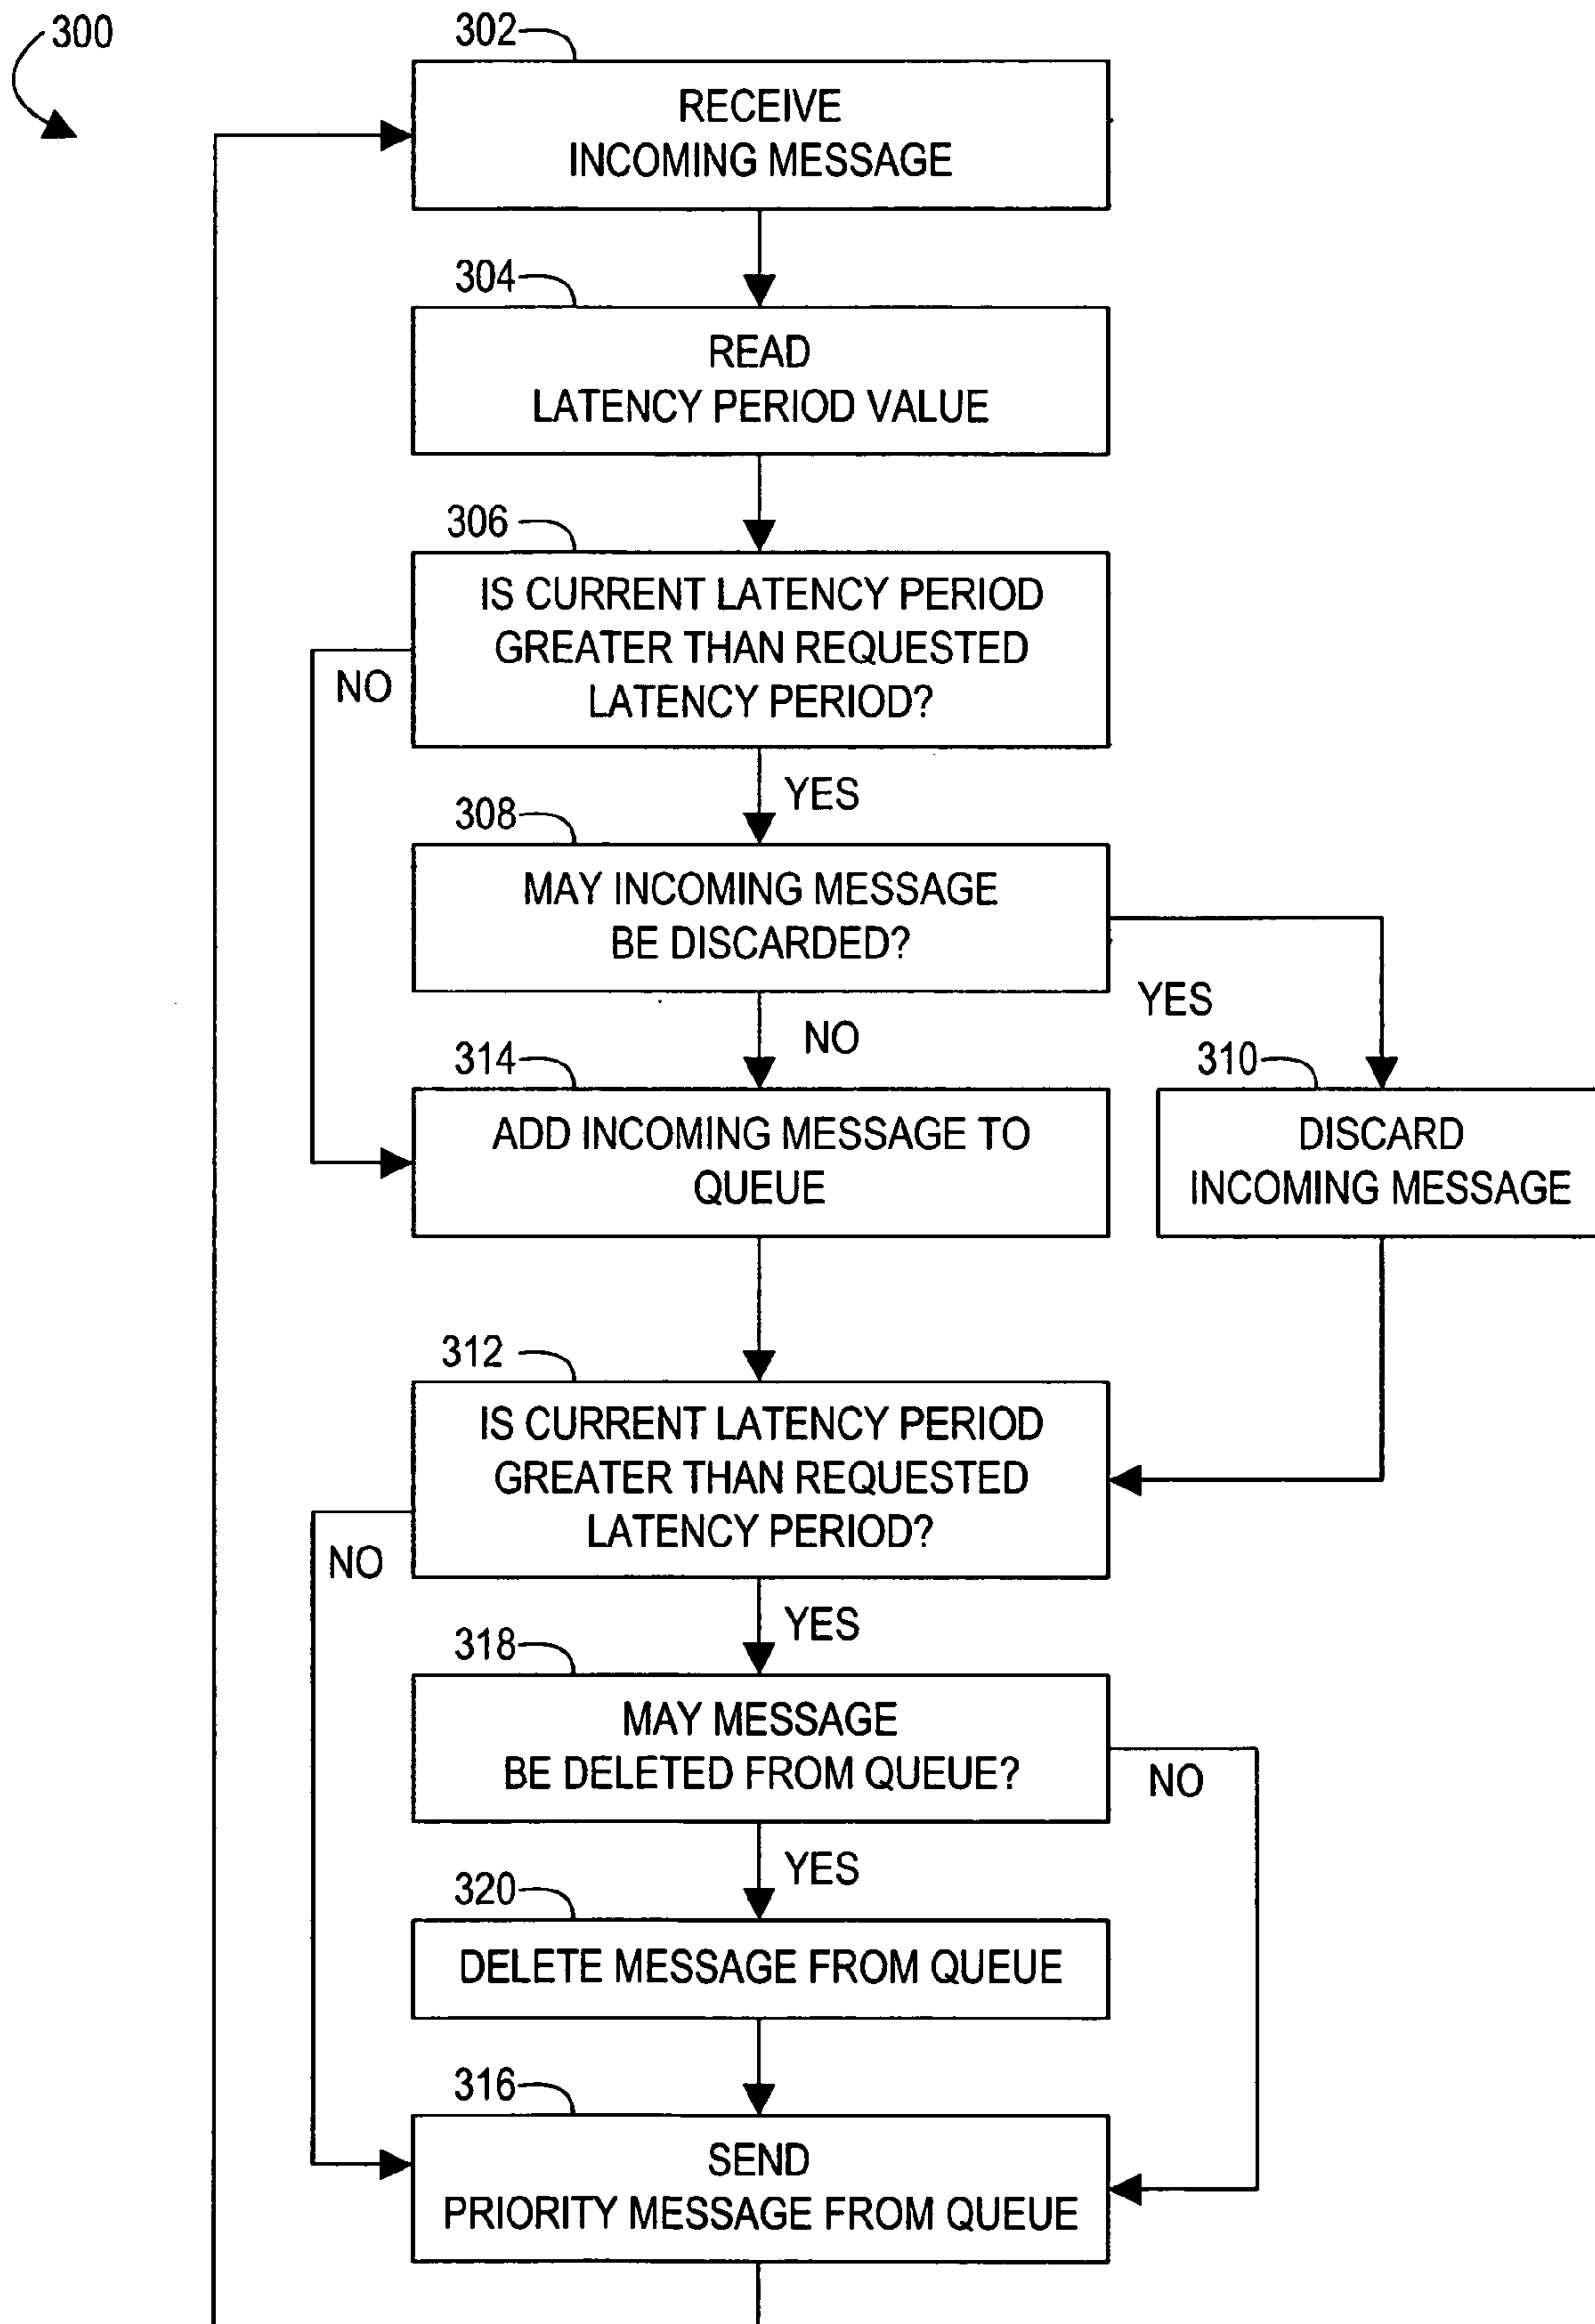 300
302
RECEIVE
INCOMING MESSAGE
304
READ
LATENCY PERIOD VALUE
306
IS CURRENT LATENCY PERIOD
GREATER THAN REQUESTED
LATENCY PERIOD?
NO
YES
308
MAY INCOMING MESSAGE
BE DISCARDED?
YES
NO
314
ADD INCOMING MESSAGE TO
QUEUE
310
DISCARD
INCOMING MESSAGE
312
IS CURRENT LATENCY PERIOD
GREATER THAN REQUESTED
LATENCY PERIOD?
NO
YES
318
MAY MESSAGE
BE DELETED FROM QUEUE?
NO
YES
320
DELETE MESSAGE FROM QUEUE
316
SEND
PRIORITY MESSAGE FROM QUEUE